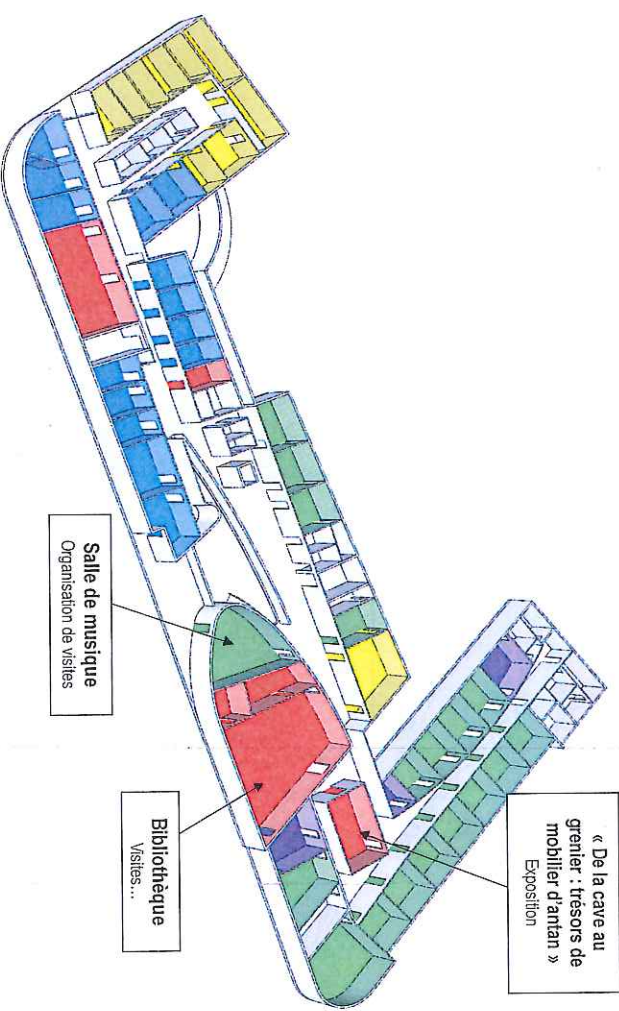 « De la cave au
grenier : trésors de
mobilier d'antan »
Exposition
Bibliothèque
Visites...
Salle de musique
Organisation de visites